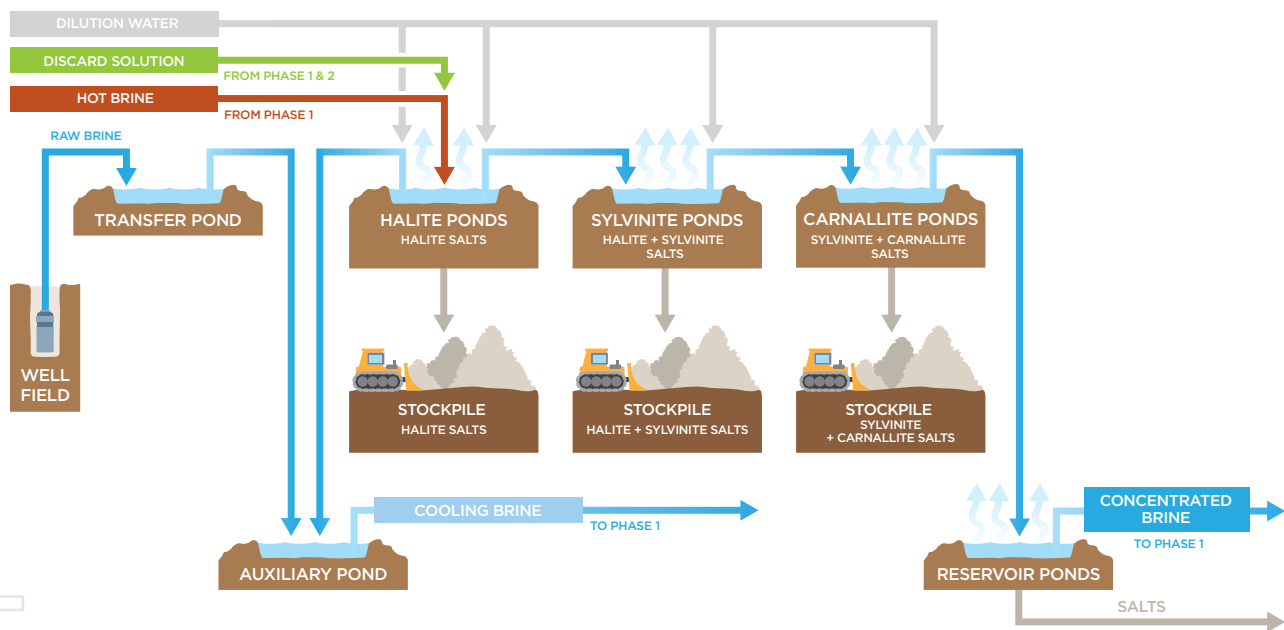 DILUTION WATER
DISCARD SOLUTION
FROM PHASE 1 & 2
HOT BRINE
FROM PHASE 1
RAW BRINE
TRANSFER POND
HALITE PONDS
HALITE SALTS
SYLVINITE PONDS
HALITE + SYLVINITE
SALTS
CARNALLITE PONDS
SYLVINITE + CARNALLITE
SALTS
WELL
FIELD
STOCKPILE
HALITE SALTS
STOCKPILE
HALITE + SYLVINITE SALTS
STOCKPILE
SYLVINITE
+ CARNALLITE SALTS
COOLING BRINE
TO PHASE 1
CONCENTRATED
BRINE
TO PHASE 1
AUXILIARY POND
RESERVOIR PONDS
SALTS